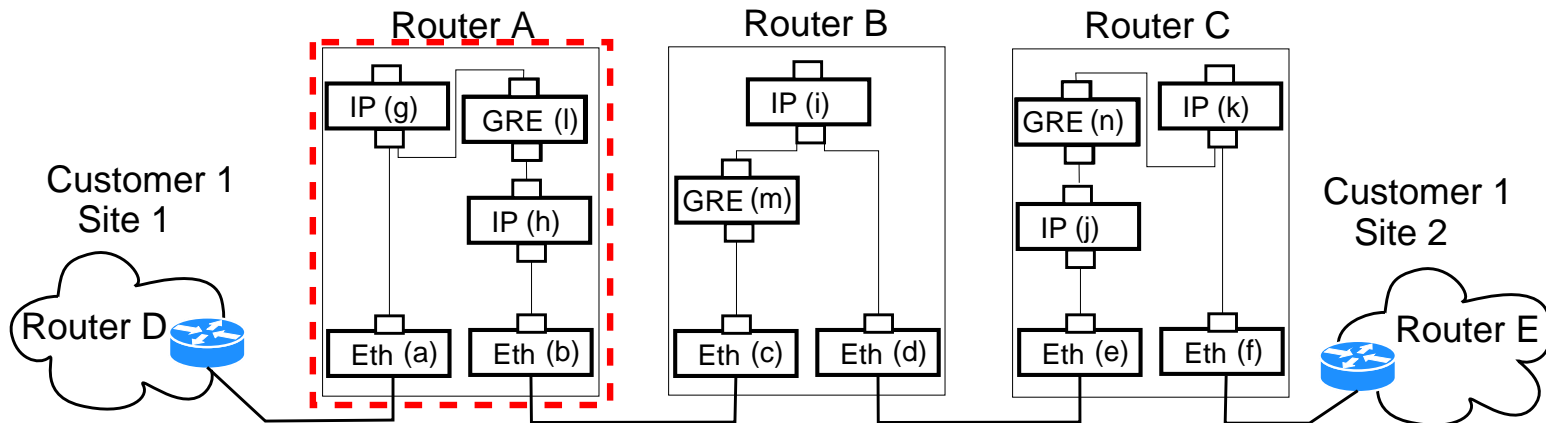 Router A
Router B
Router C
IP (g)
GRE (l)
IP (i)
GRE (n)
IP (k)
Customer 1
Site 1
GRE (m)
Customer 1
Site 2
IP (h)
IP (j)
Router D
Eth (a)
Eth (b)
Eth (c)
Eth (d)
Eth (e)
Eth (f)
Router E